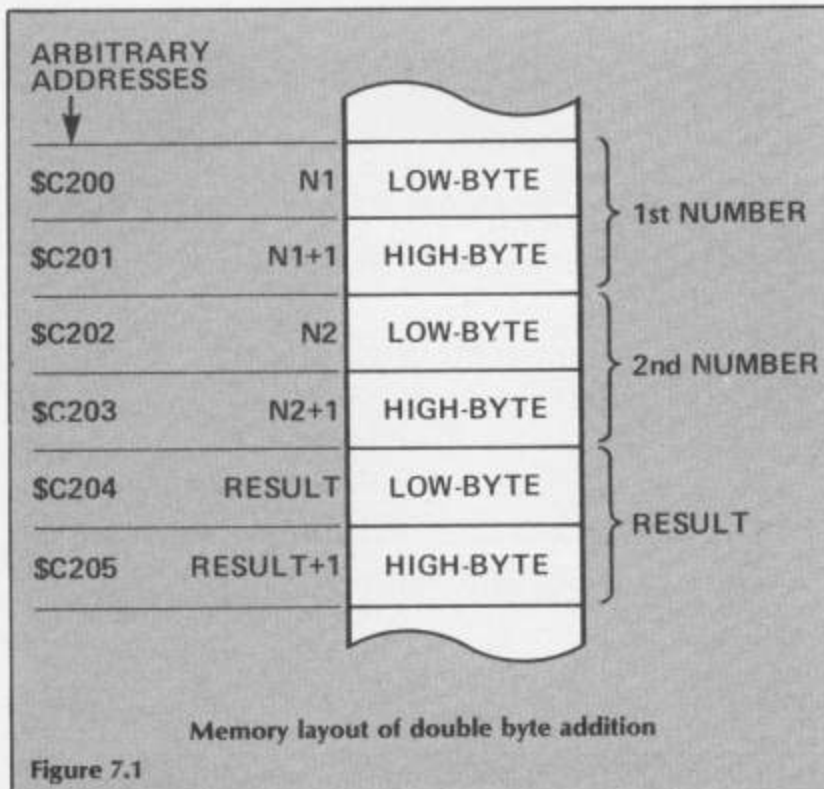 ARBITRARY
ADDRESSES
$C200 N1 LOW-BYTE
1st NUMBER
$C201 N1+1 HIGH-BYTE
$C202 N2 LOW-BYTE
2nd NUMBER
$C203 N2+1 HIGH-BYTE
$C204 RESULT LOW-BYTE
RESULT
$C205 RESULT+1 HIGH-BYTE
Memory layout of double byte addition
Figure 7.1